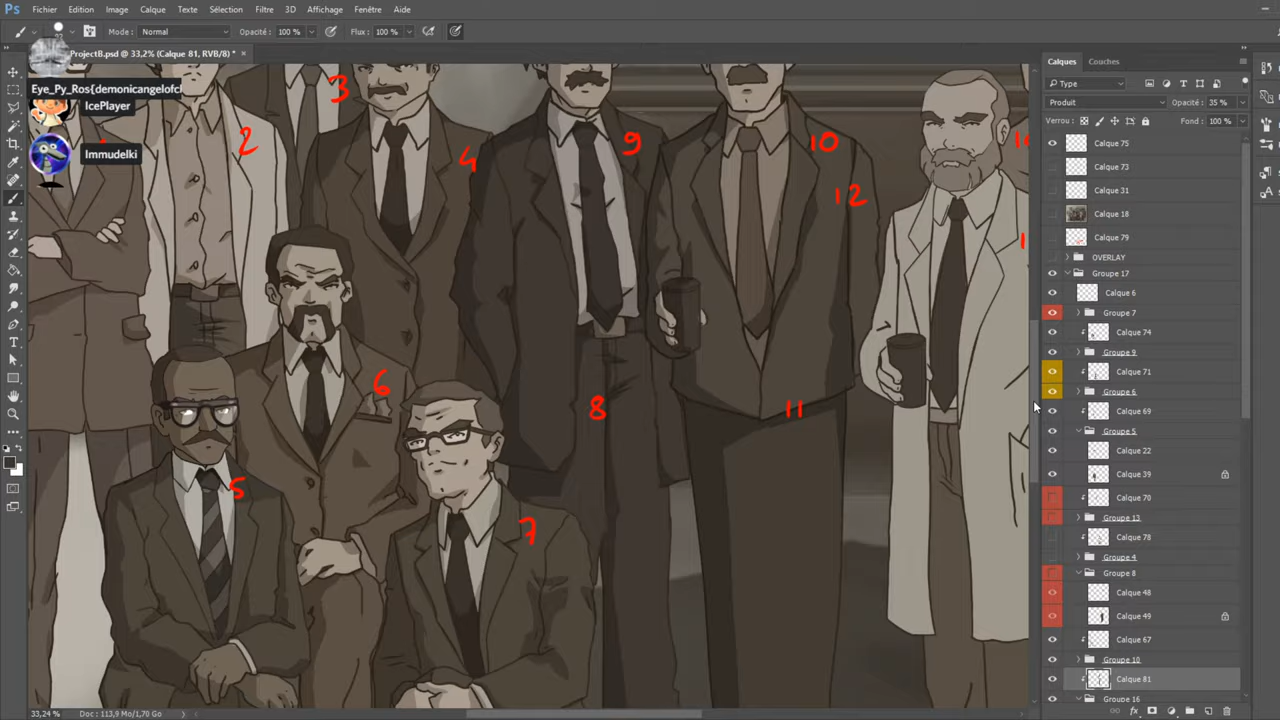 Ps Fichier Edition Image Calque Texte Sélection Filtre 3D Affichage Fenêtre Aide
Mode : Normal Opacité : 100 % Flux : 100 %
ProjectB.psd @ 33,2% (Calque 81, RVB/8) * ×
Eye_Py_Ros{demonicangelofcl
IcePlayer
Immudelki
2
3
4
9
10
12
6
8
11
5
7
Calques Couches
Type
Produit Opacité : 35 %
Verrou : Fond : 100 %
Calque 75
Calque 73
Calque 31
Calque 18
Calque 79
OVERLAY
Groupe 17
Calque 6
Groupe 7
Calque 74
Groupe 9
Calque 71
Groupe 6
Calque 69
Groupe 5
Calque 22
Calque 39
Calque 70
Groupe 13
Calque 78
Groupe 4
Groupe 8
Calque 48
Calque 49
Calque 67
Groupe 10
Calque 81
Groupe 16
33,24 % Doc : 113,9 Mo/1,70 Go